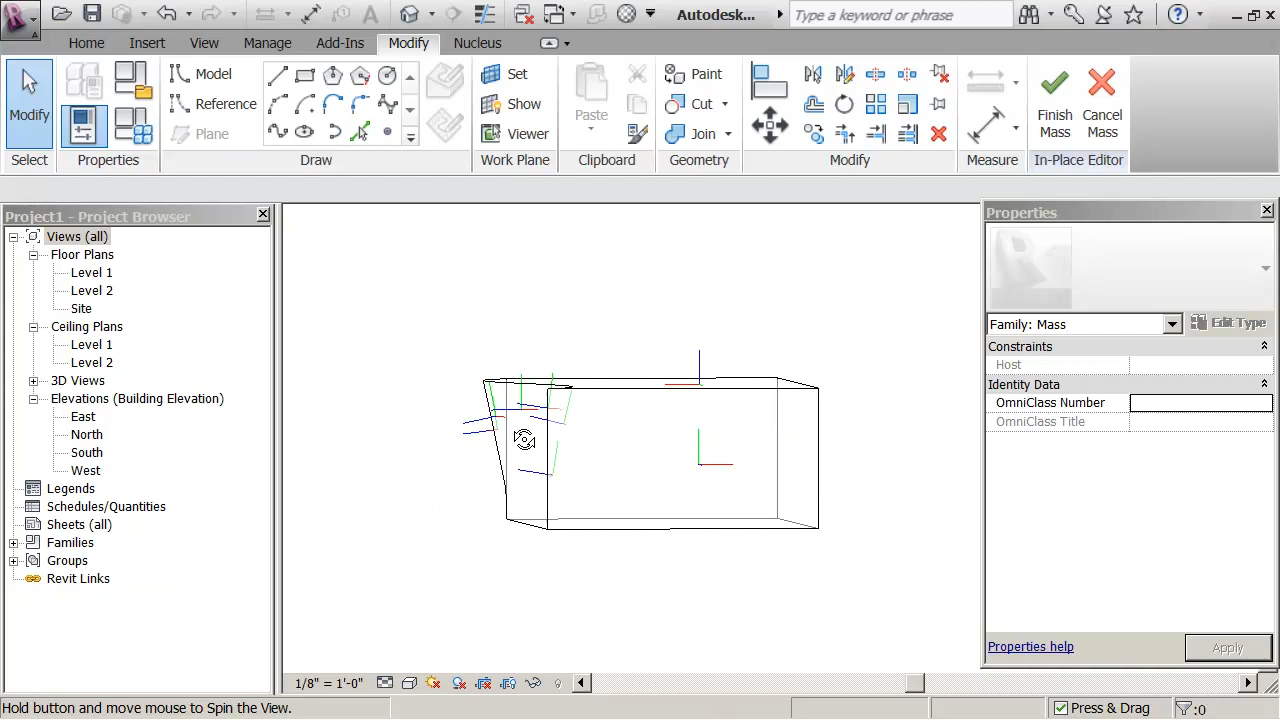 Autodesk...
Type a keyword or phrase
Home Insert View Manage Add-Ins Modify Nucleus
Modify
Select
Properties
Model
Reference
Plane
Draw
Set
Show
Viewer
Work Plane
Paste
Clipboard
Paint
Cut
Join
Geometry
Modify
Measure
Finish Mass
Cancel Mass
In-Place Editor
Project1 - Project Browser
Views (all)
Floor Plans
Level 1
Level 2
Site
Ceiling Plans
Level 1
Level 2
3D Views
Elevations (Building Elevation)
East
North
South
West
Legends
Schedules/Quantities
Sheets (all)
Families
Groups
Revit Links
Properties
Family: Mass
Edit Type
Constraints
Host
Identity Data
OmniClass Number
OmniClass Title
Properties help
Apply
1/8" = 1'-0"
Hold button and move mouse to Spin the View.
Press & Drag
:0